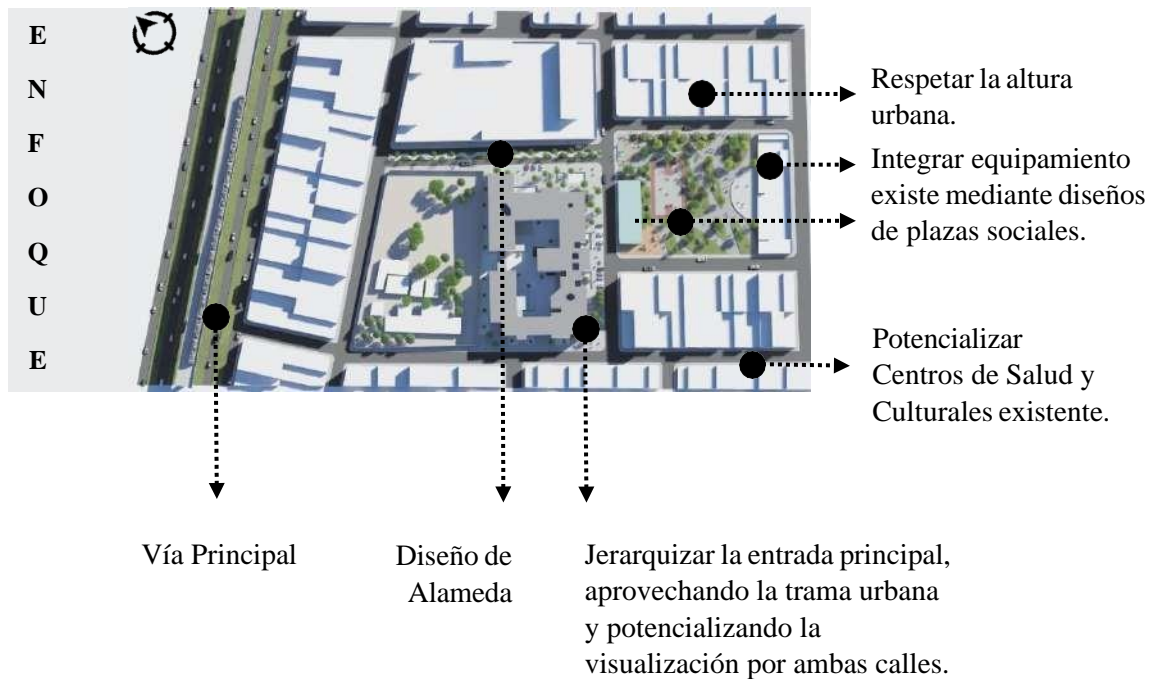 E
N
F
O
Q
U
E
Respetar la altura
urbana.
Integrar equipamiento
existe mediante diseños
de plazas sociales.
Potencializar
Centros de Salud y
Culturales existente.
Vía Principal
Diseño de
Alameda
Jerarquizar la entrada principal,
aprovechando la trama urbana
y potencializando la
visualización por ambas calles.